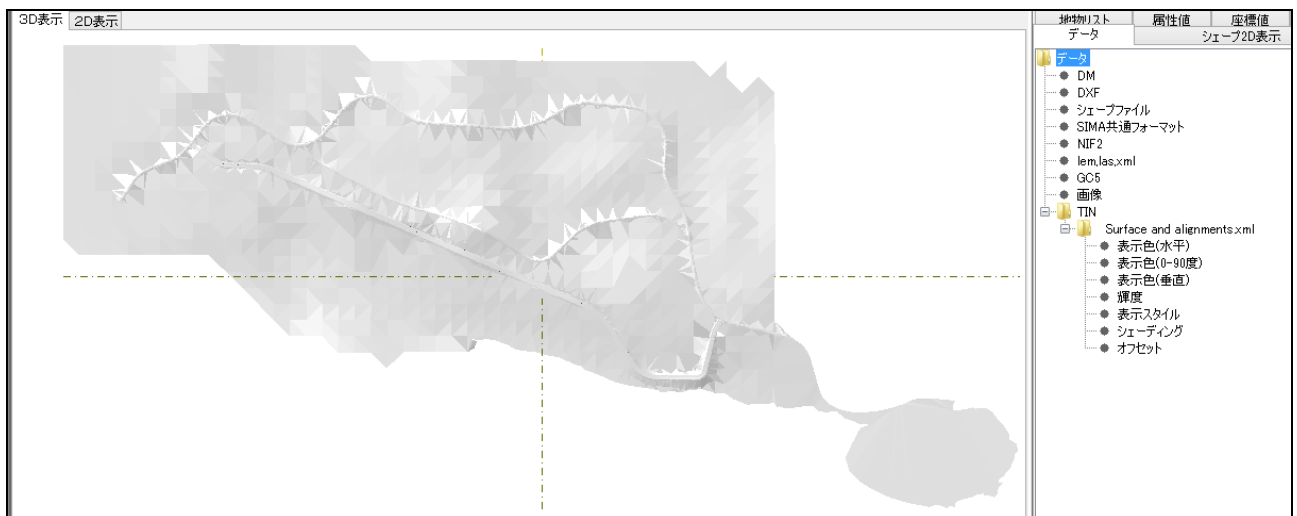 3D表示 2D表示
地物リスト 属性値 座標値
データ シェープ2D表示
データ
DM
DXF
シェープファイル
SIMA共通フォーマット
NIF2
lem,las,xml
GC5
画像
TIN
Surface and alignments.xml
表示色(水平)
表示色(0-90度)
表示色(垂直)
輝度
表示スタイル
シェーディング
オフセット